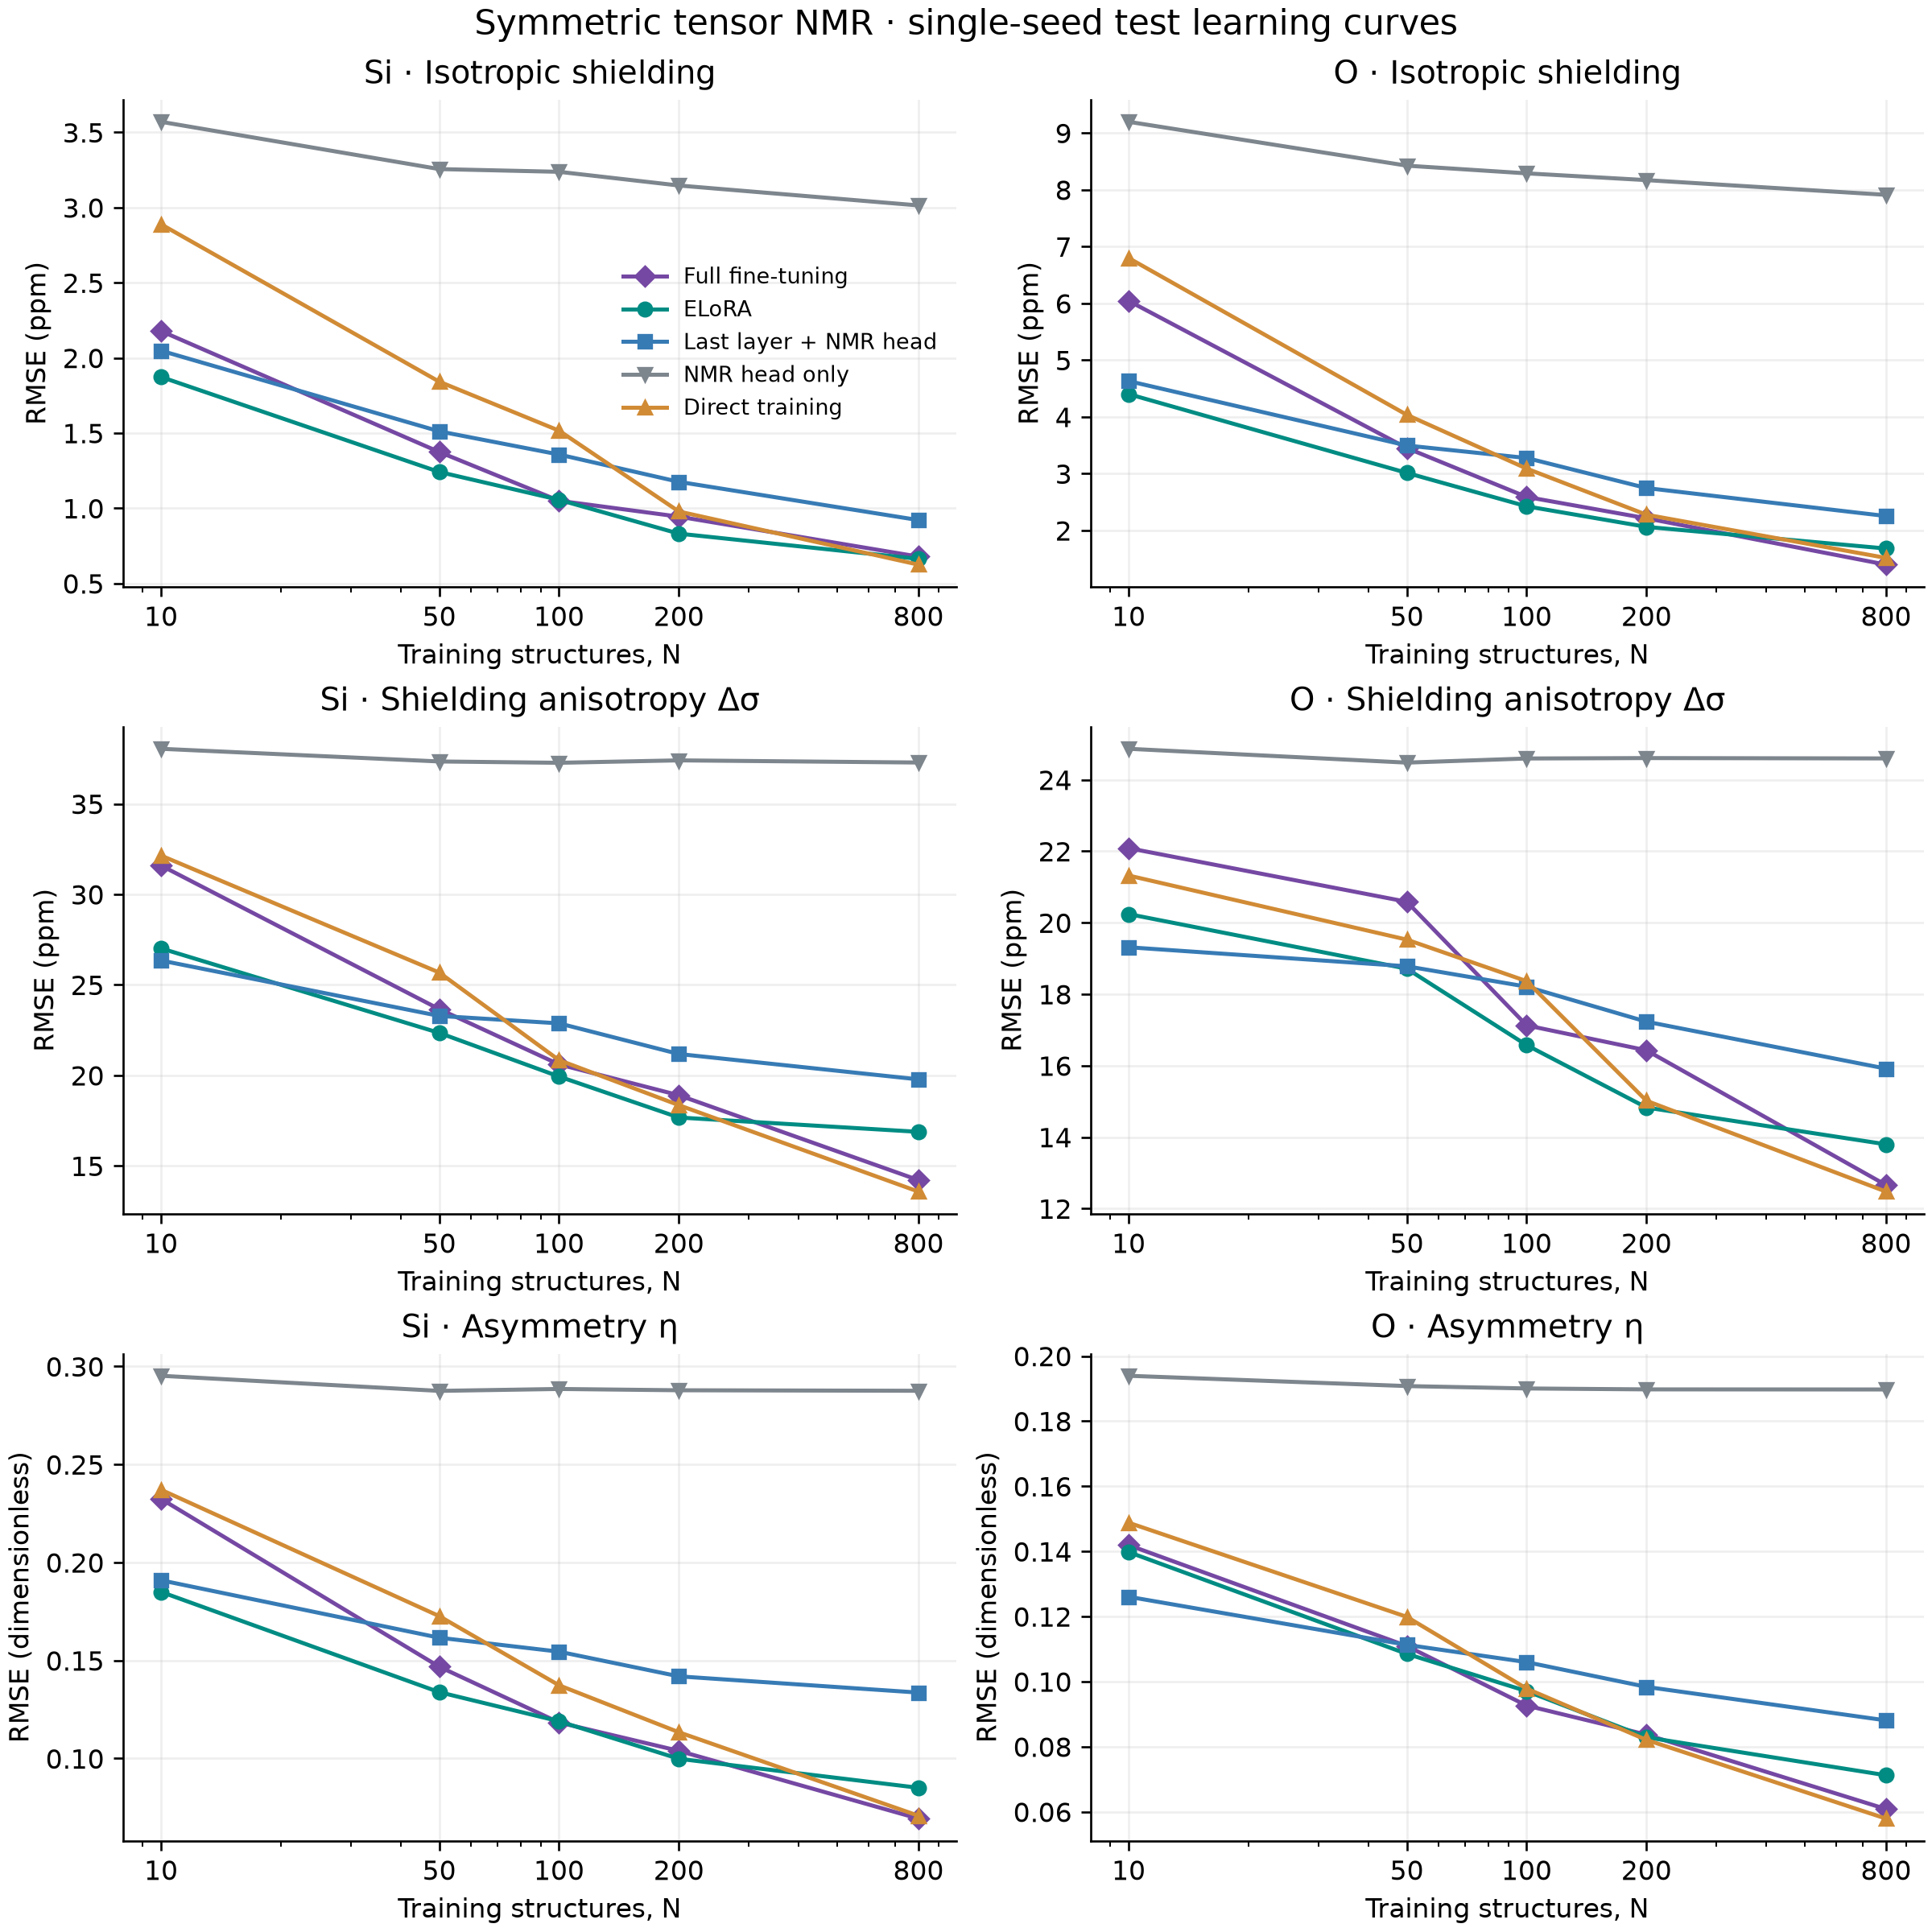 Symmetric tensor NMR · single-seed test learning curves
Si · Isotropic shielding
RMSE (ppm)
3.5
3.0
2.5
2.0
1.5
1.0
0.5
Full fine-tuning
ELoRA
Last layer + NMR head
NMR head only
Direct training
10 50 100 200 800
Training structures, N
O · Isotropic shielding
RMSE (ppm)
9
8
7
6
5
4
3
2
10 50 100 200 800
Training structures, N
Si · Shielding anisotropy Δσ
RMSE (ppm)
35
30
25
20
15
10 50 100 200 800
Training structures, N
O · Shielding anisotropy Δσ
RMSE (ppm)
24
22
20
18
16
14
12
10 50 100 200 800
Training structures, N
Si · Asymmetry η
RMSE (dimensionless)
0.30
0.25
0.20
0.15
0.10
10 50 100 200 800
Training structures, N
O · Asymmetry η
RMSE (dimensionless)
0.20
0.18
0.16
0.14
0.12
0.10
0.08
0.06
10 50 100 200 800
Training structures, N